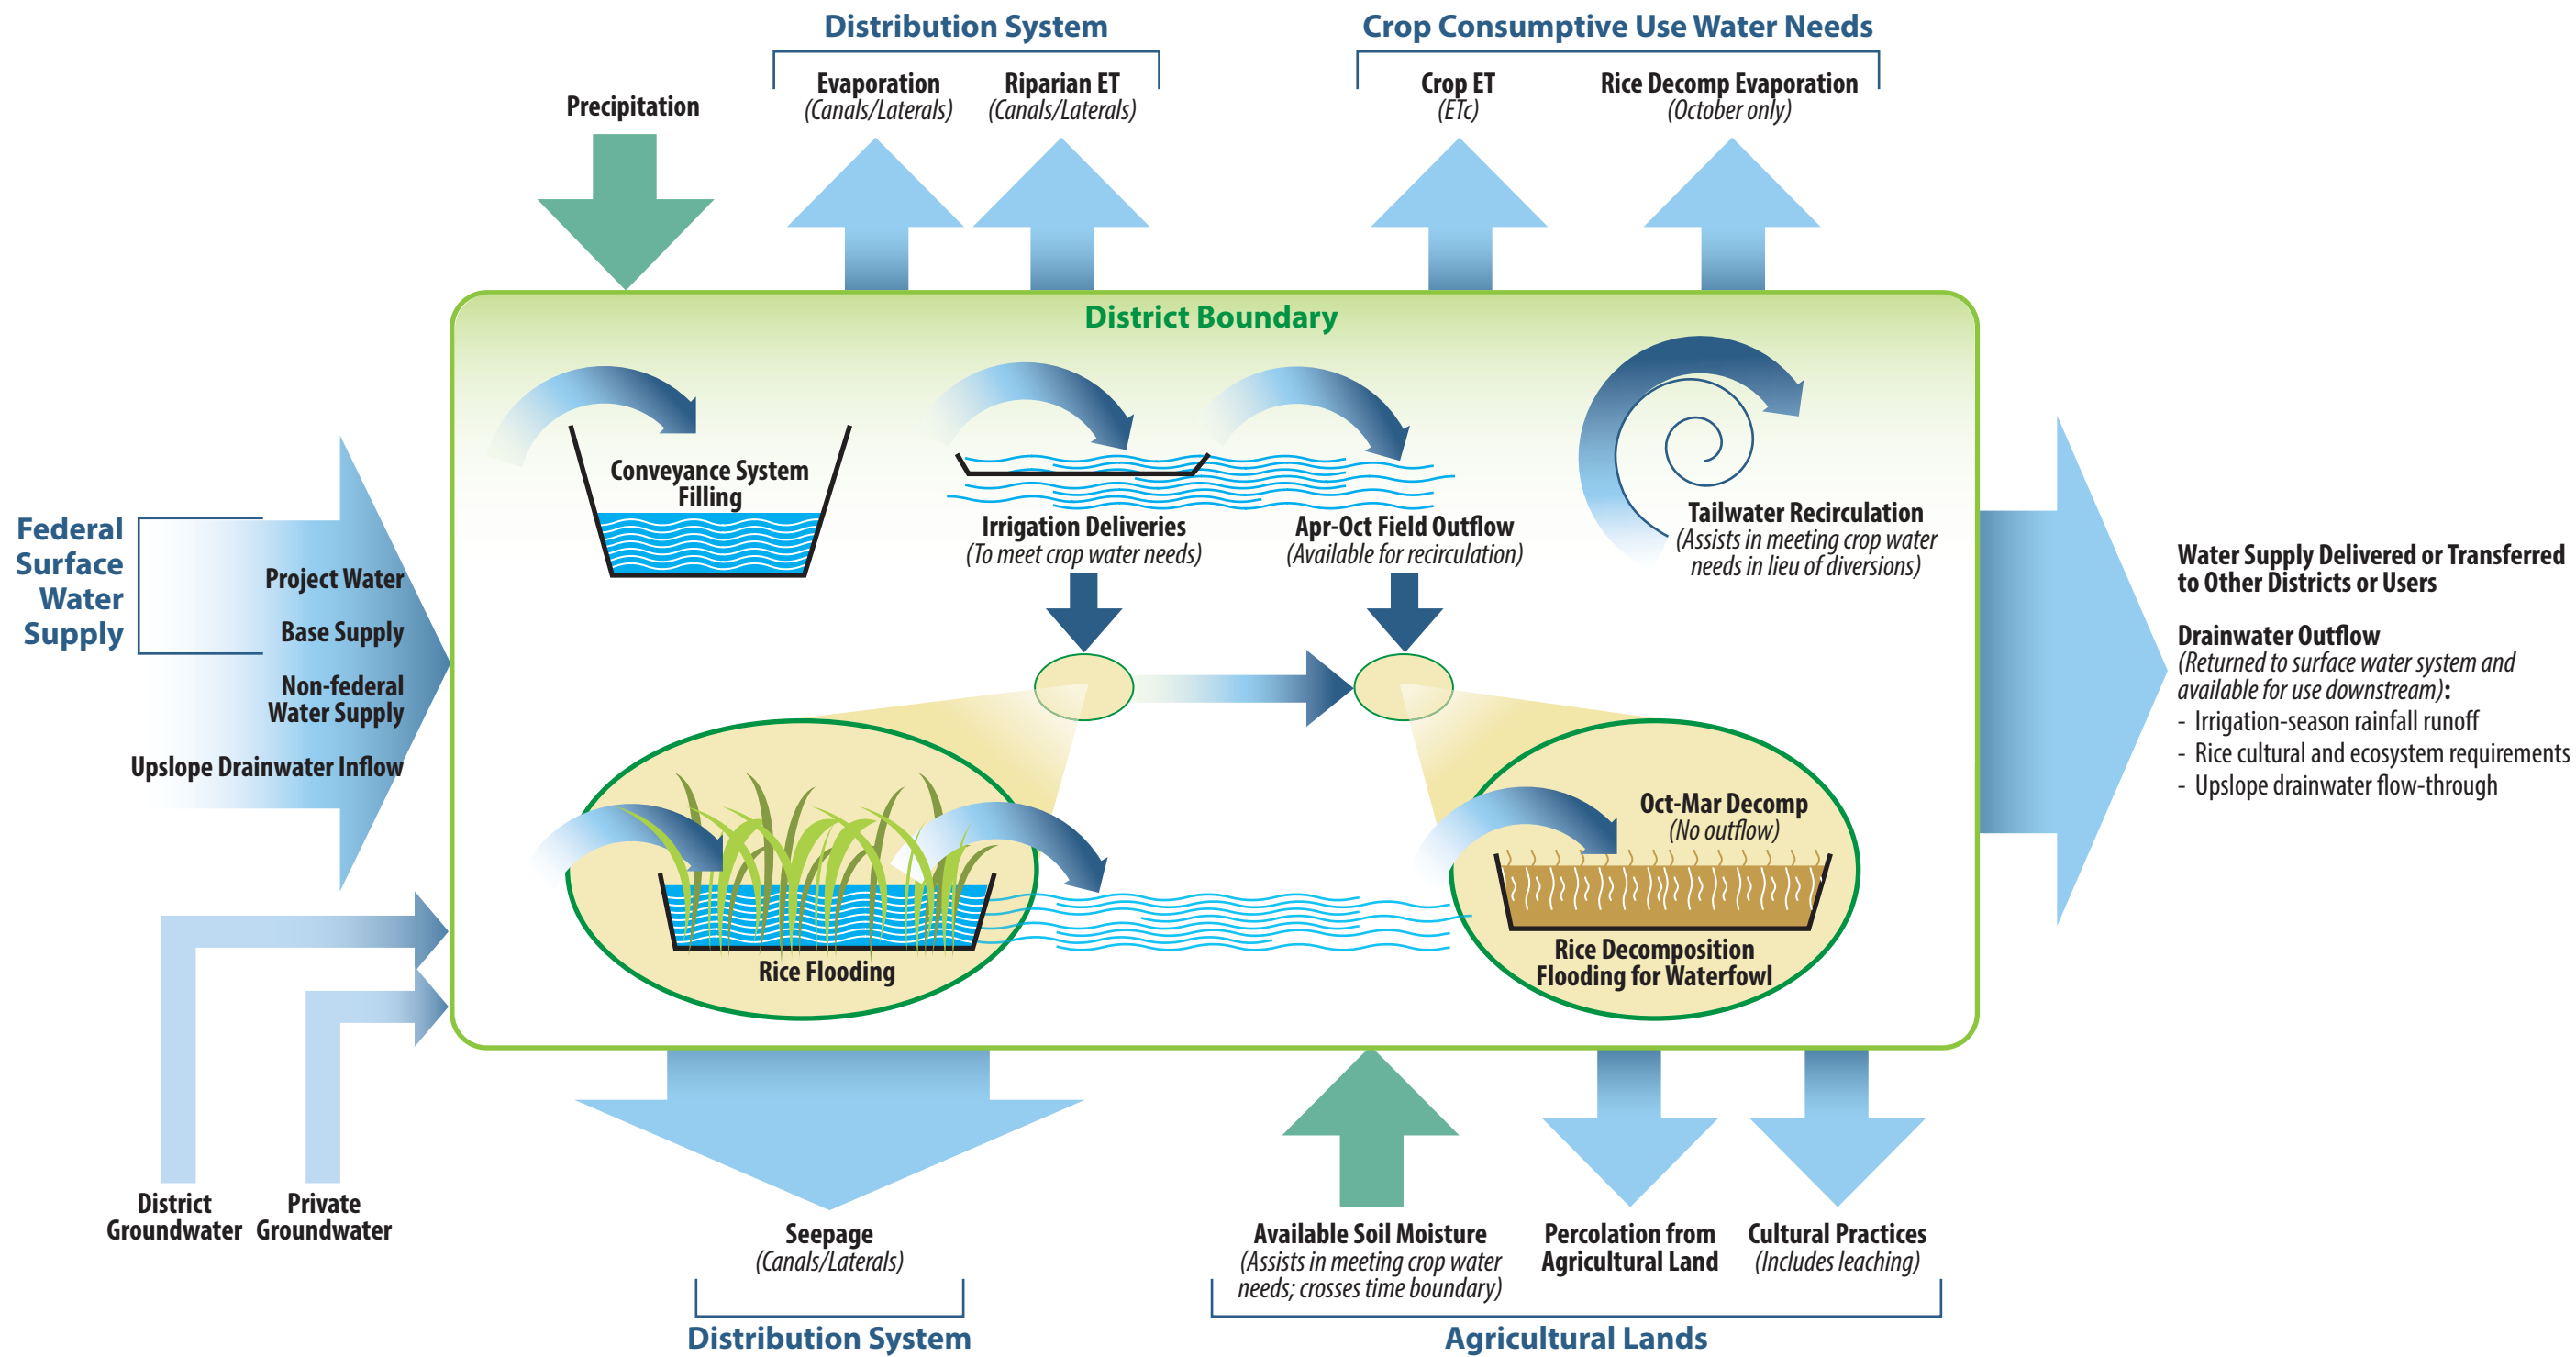 Distribution System
Crop Consumptive Use Water Needs
Precipitation
Evaporation
(Canals/Laterals)
Riparian ET
(Canals/Laterals)
Crop ET
(ETc)
Rice Decomp Evaporation
(October only)
District Boundary
Federal
Surface
Water
Supply
Project Water
Base Supply
Non-federal
Water Supply
Upslope Drainwater Inflow
Conveyance System
Filling
Irrigation Deliveries
(To meet crop water needs)
Apr-Oct Field Outflow
(Available for recirculation)
Tailwater Recirculation
(Assists in meeting crop water
needs in lieu of diversions)
Rice Flooding
Oct-Mar Decomp
(No outflow)
Rice Decomposition
Flooding for Waterfowl
Water Supply Delivered or Transferred
to Other Districts or Users
Drainwater Outflow
(Returned to surface water system and
available for use downstream):
- Irrigation-season rainfall runoff
- Rice cultural and ecosystem requirements
- Upslope drainwater flow-through
District
Groundwater
Private
Groundwater
Seepage
(Canals/Laterals)
Distribution System
Available Soil Moisture
(Assists in meeting crop water
needs; crosses time boundary)
Percolation from
Agricultural Land
Cultural Practices
(Includes leaching)
Agricultural Lands